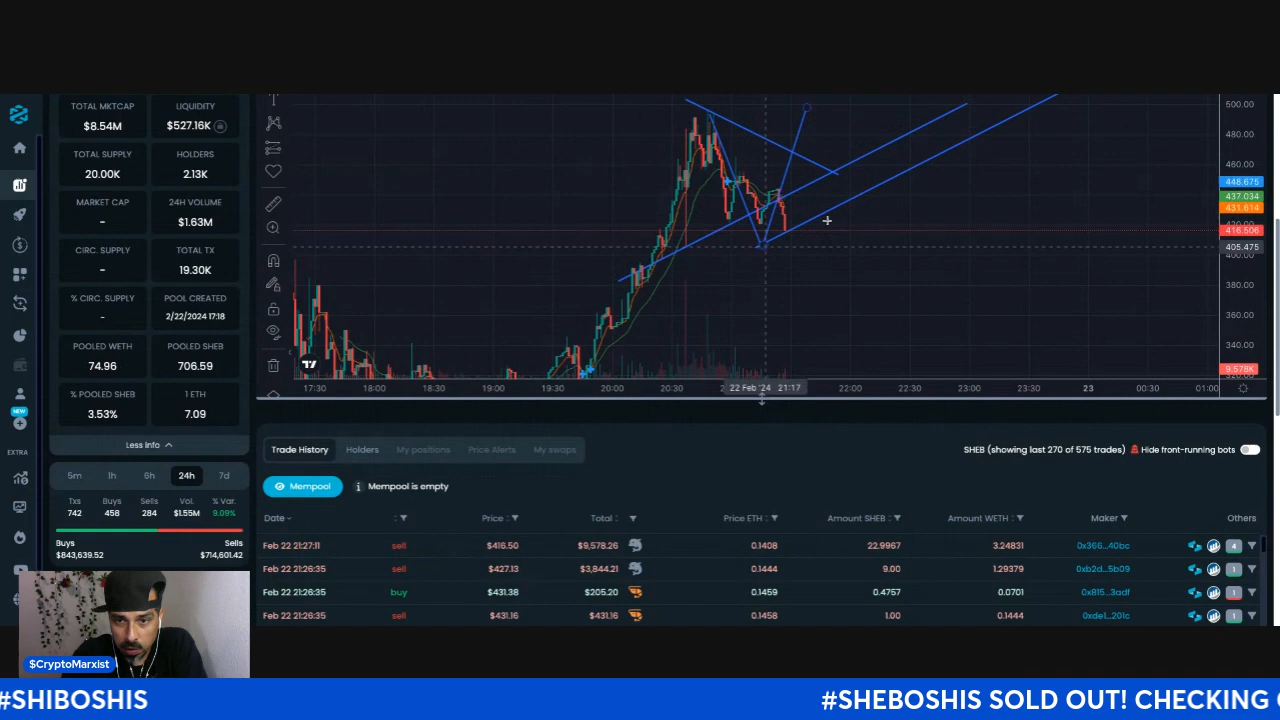 TOTAL MKTCAP
$8.54M
LIQUIDITY
$527.16K
TOTAL SUPPLY
20.00K
HOLDERS
2.13K
MARKET CAP
-
24H VOLUME
$1.63M
CIRC. SUPPLY
-
TOTAL TX
19.30K
% CIRC. SUPPLY
-
POOL CREATED
2/22/2024 17:18
POOLED WETH
74.96
POOLED SHEB
706.59
% POOLED SHEB
3.53%
1 ETH
7.09
Less Info
NEW
EXTRA
5m 1h 6h 24h 7d
Txs Buys Sells Vol. % Var.
742 458 284 $1.55M 9.09%
Buys Sells
$843,639.52 $714,601.42
500.00
480.00
460.00
448.675
437.034
431.614
416.506
405.475
400.00
380.00
360.00
340.00
9.578K
17:30 18:00 18:30 19:00 19:30 20:00 20:30 22 Feb '24 21:17 22:00 22:30 23:00 23:30 23 00:30 01:00
Trade History Holders My positions Price Alerts My swaps
SHEB (showing last 270 of 575 trades) Hide front-running bots
Mempool Mempool is empty
Date Price Total Price ETH Amount SHEB Amount WETH Maker Others
Feb 22 21:27:11 sell $416.50 $9,578.26 0.1408 22.9967 3.24831 0x366...40bc 4
Feb 22 21:26:35 sell $427.13 $3,844.21 0.1444 9.00 1.29379 0xb2d...5b09 1
Feb 22 21:26:35 buy $431.38 $205.20 0.1459 0.4757 0.0701 0x815...3adf 1
Feb 22 21:26:35 sell $431.16 $431.16 0.1458 1.00 0.1444 0xde1...201c 1
$CryptoMarxist
#SHIBOSHIS
#SHEBOSHIS SOLD OUT! CHECKING